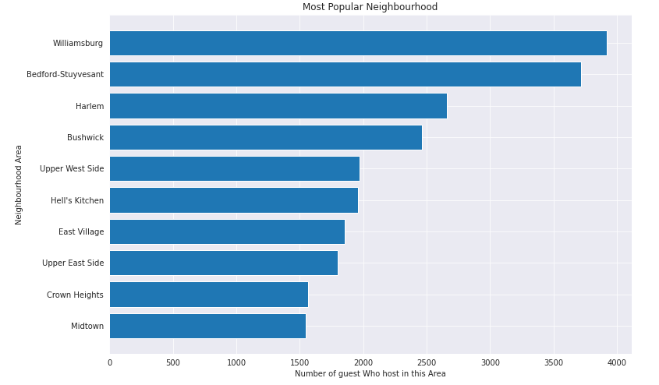 Most Popular Neighbourhood
Williamsburg
Bedford-Stuyvesant
Harlem
Bushwick
Upper West Side
Hell's Kitchen
East Village
Upper East Side
Crown Heights
Midtown
Neighbourhood Area
0 500 1000 1500 2000 2500 3000 3500 4000
Number of guest Who host in this Area